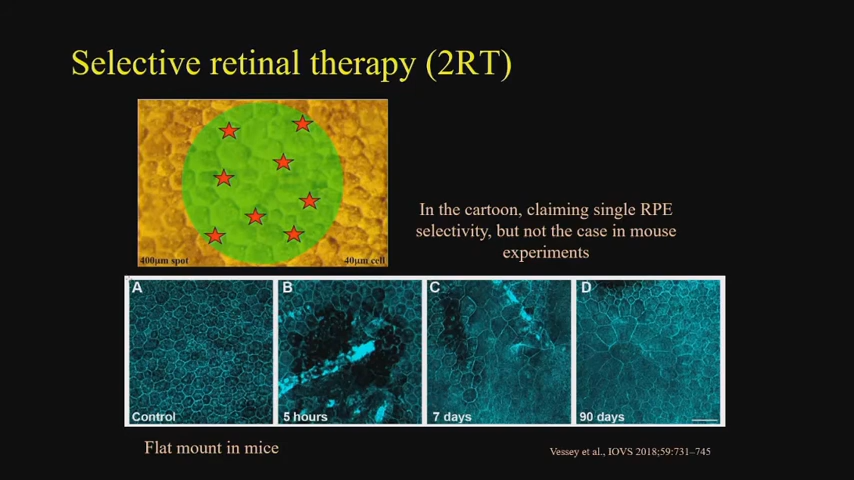 Selective retinal therapy (2RT)
400µm spot
40µm cell
In the cartoon, claiming single RPE
selectivity, but not the case in mouse
experiments
A
B
C
D
Control
5 hours
7 days
90 days
Flat mount in mice
Vessey et al., IOVS 2018;59:731–745